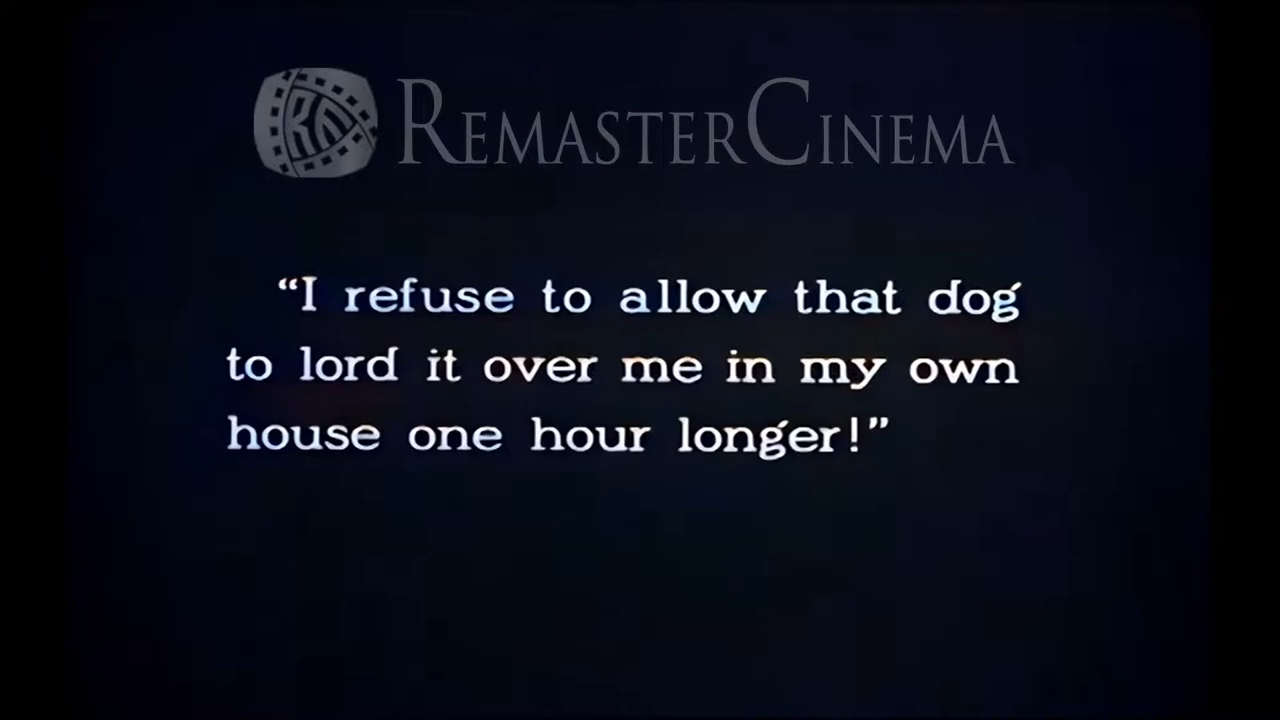 REMASTERCINEMA
“I refuse to allow that dog
to lord it over me in my own
house one hour longer!”